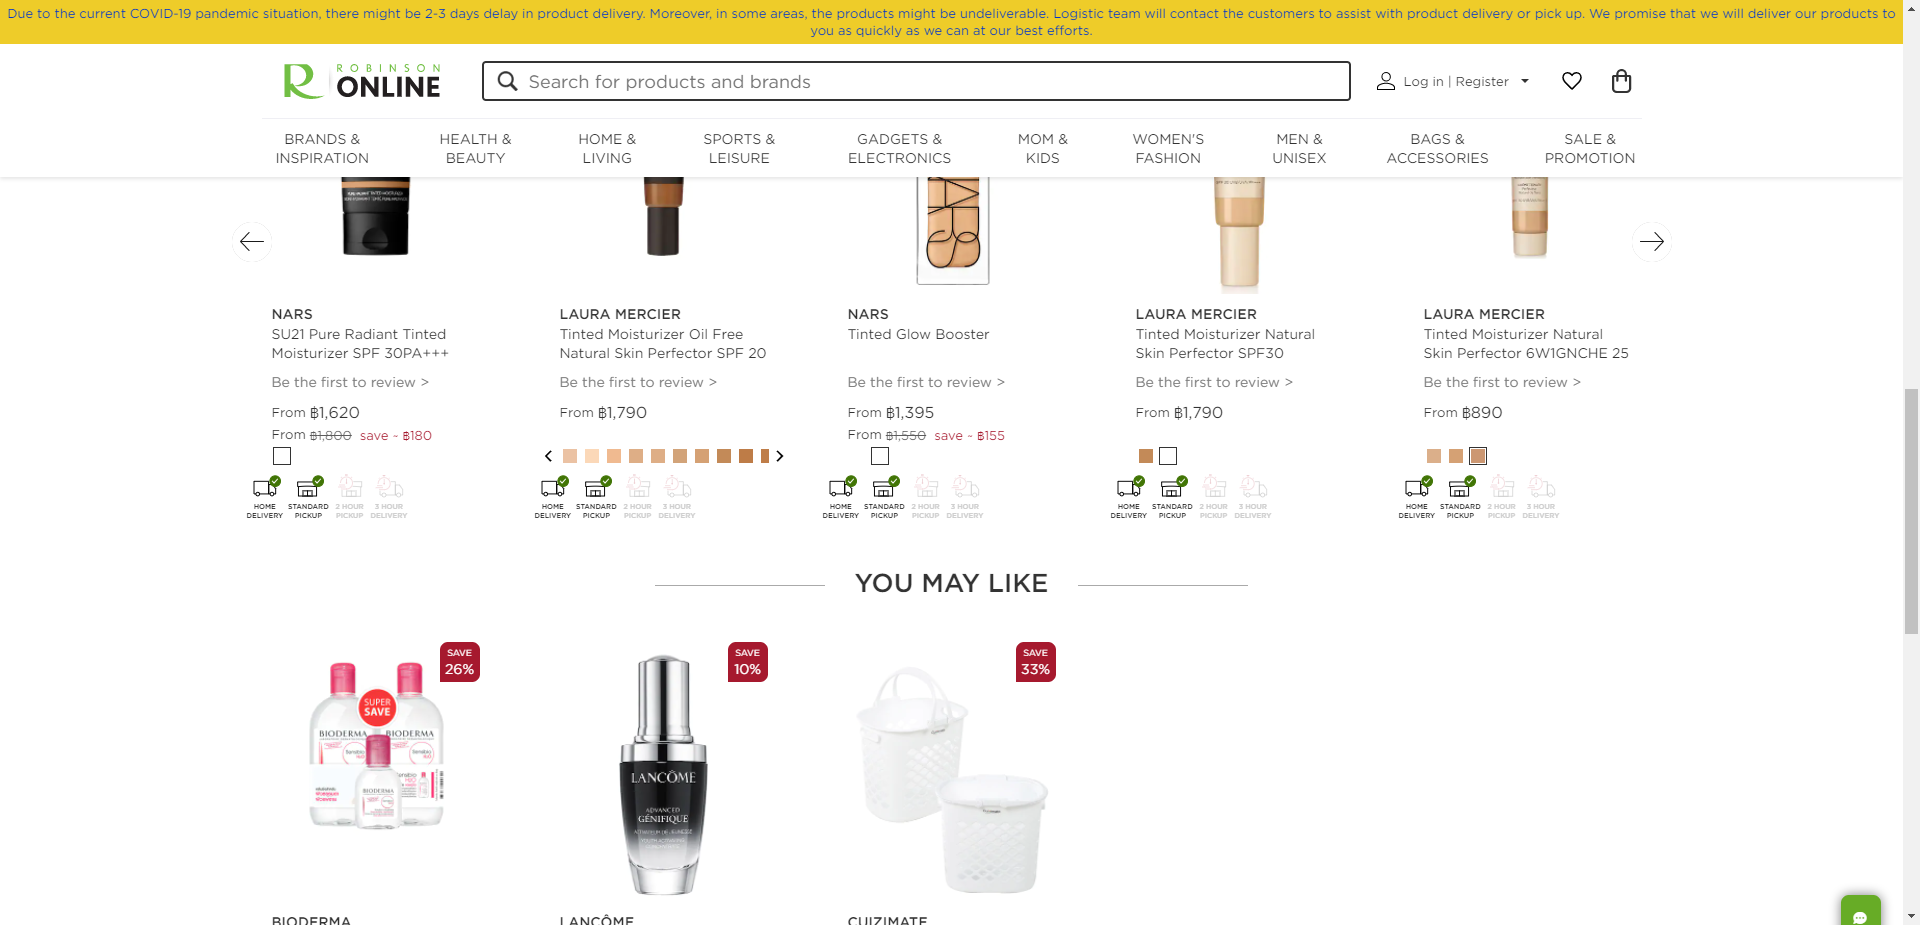 Due to the current COVID-19 pandemic situation, there might be 2-3 days delay in product delivery. Moreover, in some areas, the products might be undeliverable. Logistic team will contact the customers to assist with product delivery or pick up. We promise that we will deliver our products to
you as quickly as we can at our best efforts.
ROBINSON
ONLINE
Search for products and brands
Log in | Register
BRANDS &
INSPIRATION
HEALTH &
BEAUTY
HOME &
LIVING
SPORTS &
LEISURE
GADGETS &
ELECTRONICS
MOM &
KIDS
WOMEN'S
FASHION
MEN &
UNISEX
BAGS &
ACCESSORIES
SALE &
PROMOTION
NARS
SU21 Pure Radiant Tinted
Moisturizer SPF 30PA+++
Be the first to review >
From ฿1,620
From ฿1,800 save ~ ฿180
HOME
DELIVERY
STANDARD
PICKUP
2 HOUR
PICKUP
3 HOUR
DELIVERY
LAURA MERCIER
Tinted Moisturizer Oil Free
Natural Skin Perfector SPF 20
Be the first to review >
From ฿1,790
HOME
DELIVERY
STANDARD
PICKUP
2 HOUR
PICKUP
3 HOUR
DELIVERY
NARS
Tinted Glow Booster
Be the first to review >
From ฿1,395
From ฿1,550 save ~ ฿155
HOME
DELIVERY
STANDARD
PICKUP
2 HOUR
PICKUP
3 HOUR
DELIVERY
LAURA MERCIER
Tinted Moisturizer Natural
Skin Perfector SPF30
Be the first to review >
From ฿1,790
HOME
DELIVERY
STANDARD
PICKUP
2 HOUR
PICKUP
3 HOUR
DELIVERY
LAURA MERCIER
Tinted Moisturizer Natural
Skin Perfector 6W1GNCHE 25
Be the first to review >
From ฿890
HOME
DELIVERY
STANDARD
PICKUP
2 HOUR
PICKUP
3 HOUR
DELIVERY
YOU MAY LIKE
SAVE
26%
SUPER
SAVE
BIODERMA
BIODERMA
BIODERMA
BIODERMA
SAVE
10%
LANCÔME
ADVANCED
GÉNIFIQUE
LANCÔME
SAVE
33%
CUIZIMATE